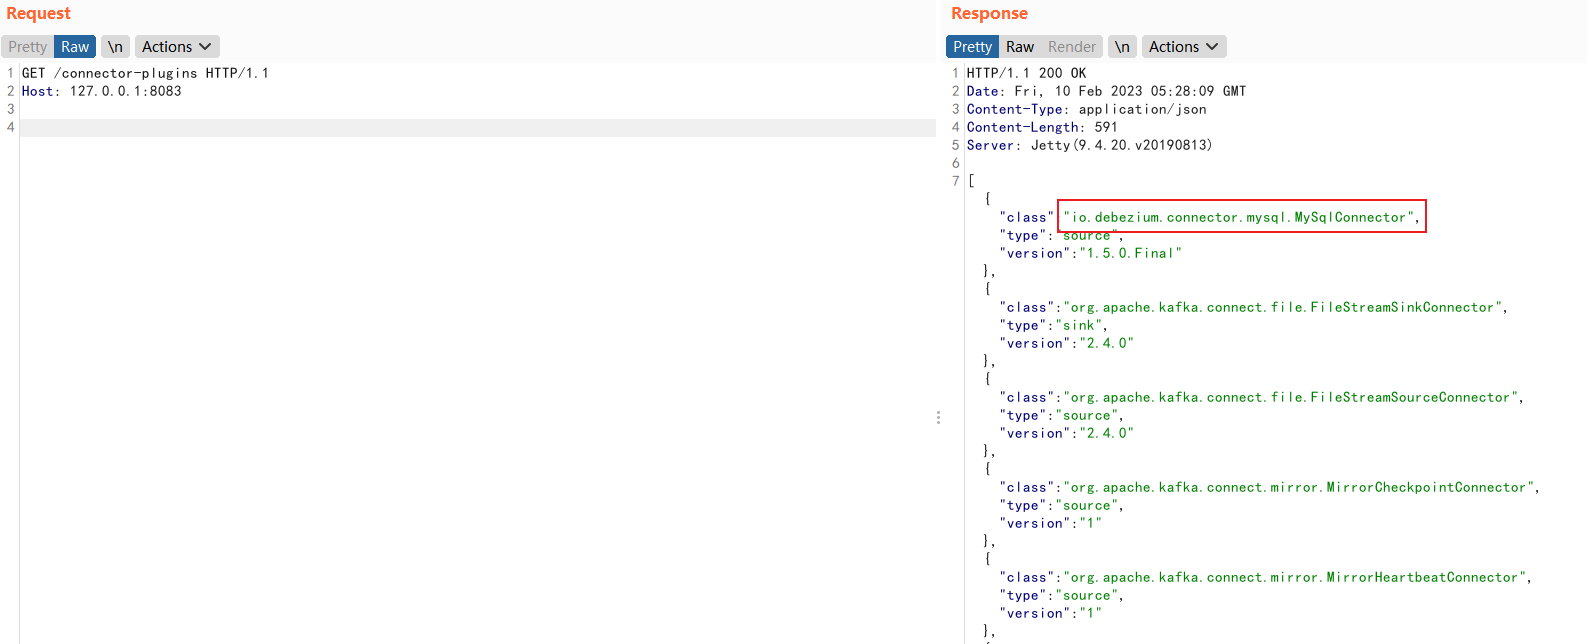 Request
Pretty Raw \n Actions
1 GET /connector-plugins HTTP/1.1
2 Host: 127.0.0.1:8083
3
4
Response
Pretty Raw Render \n Actions
1 HTTP/1.1 200 OK
2 Date: Fri, 10 Feb 2023 05:28:09 GMT
3 Content-Type: application/json
4 Content-Length: 591
5 Server: Jetty(9.4.20.v20190813)
6
7 [
{
"class":"io.debezium.connector.mysql.MySqlConnector",
"type":"source",
"version":"1.5.0.Final"
},
{
"class":"org.apache.kafka.connect.file.FileStreamSinkConnector",
"type":"sink",
"version":"2.4.0"
},
{
"class":"org.apache.kafka.connect.file.FileStreamSourceConnector",
"type":"source",
"version":"2.4.0"
},
{
"class":"org.apache.kafka.connect.mirror.MirrorCheckpointConnector",
"type":"source",
"version":"1"
},
{
"class":"org.apache.kafka.connect.mirror.MirrorHeartbeatConnector",
"type":"source",
"version":"1"
},